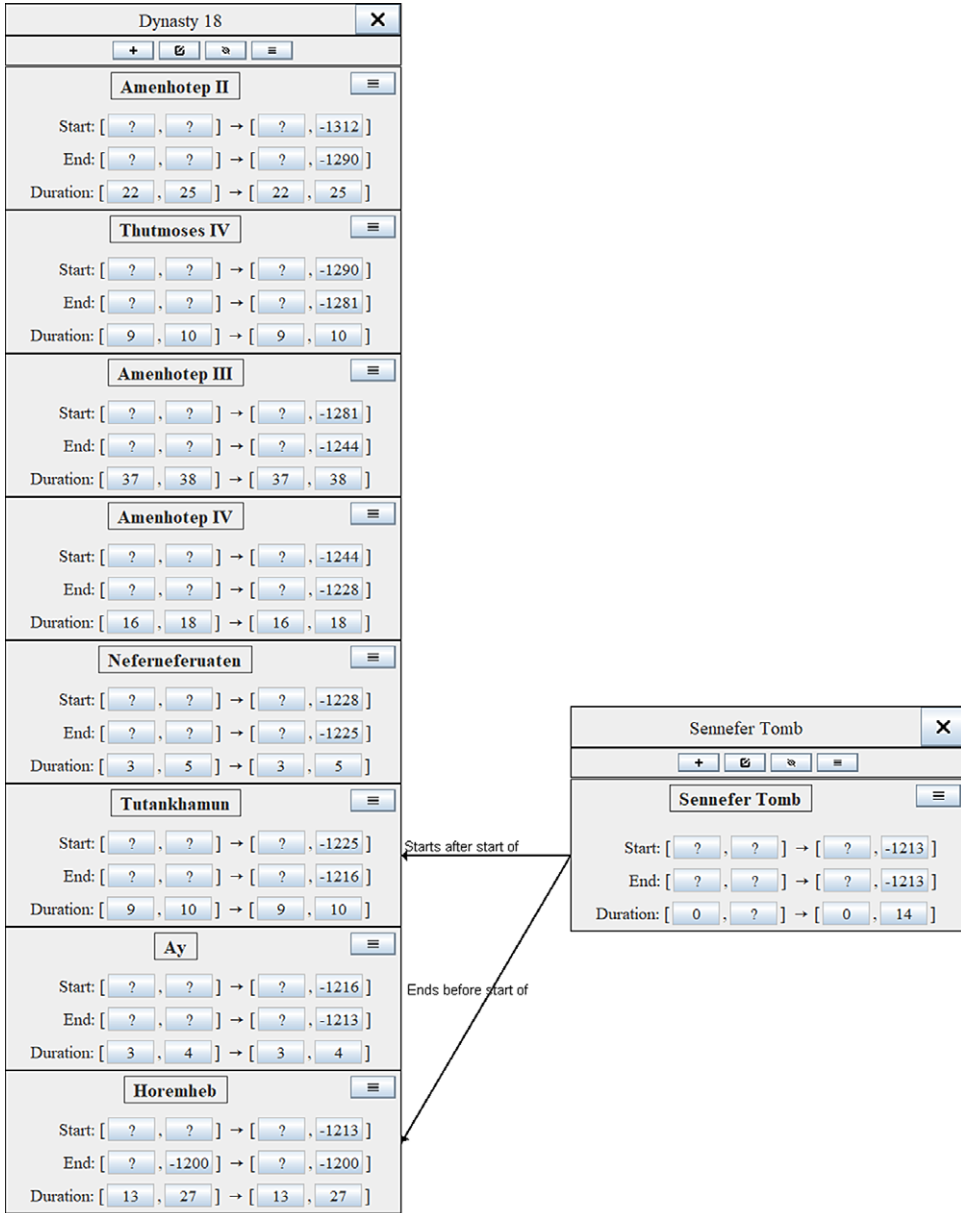 Dynasty 18
Amenhotep II
Start: [ ? , ? ] → [ ? , -1312 ]
End: [ ? , ? ] → [ ? , -1290 ]
Duration: [ 22 , 25 ] → [ 22 , 25 ]
Thutmoses IV
Start: [ ? , ? ] → [ ? , -1290 ]
End: [ ? , ? ] → [ ? , -1281 ]
Duration: [ 9 , 10 ] → [ 9 , 10 ]
Amenhotep III
Start: [ ? , ? ] → [ ? , -1281 ]
End: [ ? , ? ] → [ ? , -1244 ]
Duration: [ 37 , 38 ] → [ 37 , 38 ]
Amenhotep IV
Start: [ ? , ? ] → [ ? , -1244 ]
End: [ ? , ? ] → [ ? , -1228 ]
Duration: [ 16 , 18 ] → [ 16 , 18 ]
Neferneferuaten
Start: [ ? , ? ] → [ ? , -1228 ]
End: [ ? , ? ] → [ ? , -1225 ]
Duration: [ 3 , 5 ] → [ 3 , 5 ]
Tutankhamun
Start: [ ? , ? ] → [ ? , -1225 ]
End: [ ? , ? ] → [ ? , -1216 ]
Duration: [ 9 , 10 ] → [ 9 , 10 ]
Ay
Start: [ ? , ? ] → [ ? , -1216 ]
End: [ ? , ? ] → [ ? , -1213 ]
Duration: [ 3 , 4 ] → [ 3 , 4 ]
Horemheb
Start: [ ? , ? ] → [ ? , -1213 ]
End: [ ? , -1200 ] → [ ? , -1200 ]
Duration: [ 13 , 27 ] → [ 13 , 27 ]
Starts after start of
Ends before start of
Sennefer Tomb
Sennefer Tomb
Start: [ ? , ? ] → [ ? , -1213 ]
End: [ ? , ? ] → [ ? , -1213 ]
Duration: [ 0 , ? ] → [ 0 , 14 ]